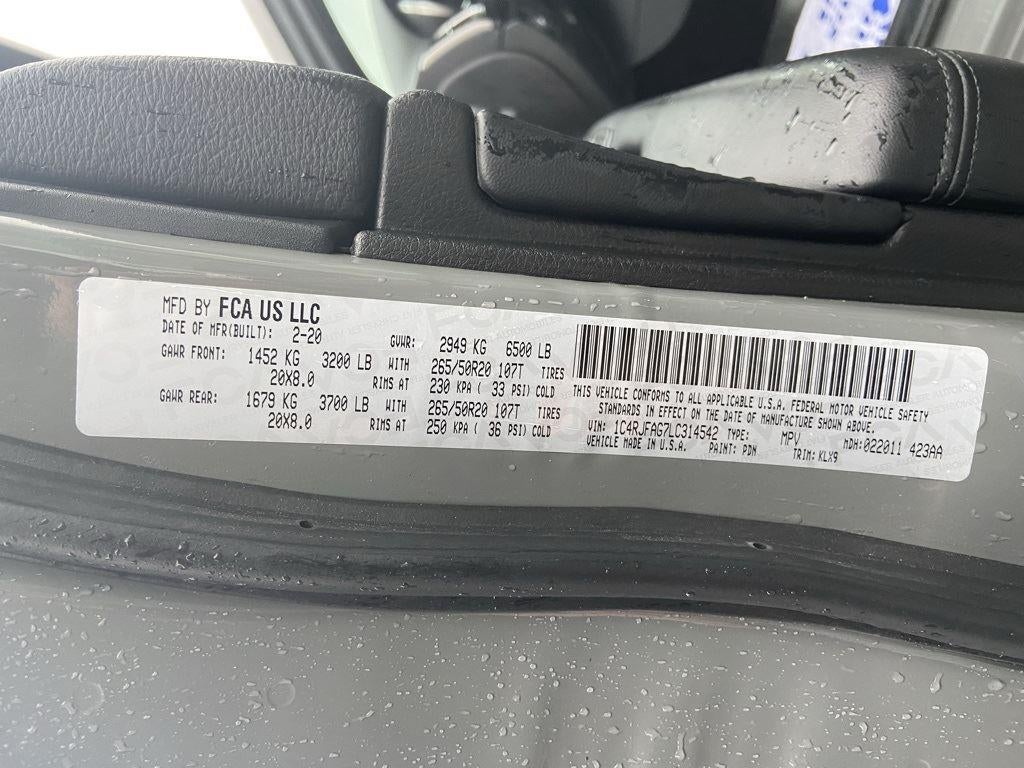 MFD BY FCA US LLC
DATE OF MFR(BUILT): 2-20 GVWR: 2949 KG 6500 LB
GAWR FRONT: 1452 KG 3200 LB WITH 265/50R20 107T TIRES
20X8.0 RIMS AT 230 KPA ( 33 PSI) COLD
GAWR REAR: 1679 KG 3700 LB WITH 265/50R20 107T TIRES
20X8.0 RIMS AT 250 KPA ( 36 PSI) COLD
THIS VEHICLE CONFORMS TO ALL APPLICABLE U.S.A. FEDERAL MOTOR VEHICLE SAFETY
STANDARDS IN EFFECT ON THE DATE OF MANUFACTURE SHOWN ABOVE.
VIN: 1C4RJFAG7LC314542 TYPE: MPV MDH:022011 423AA
VEHICLE MADE IN U.S.A. PAINT: PDN TRIM: KLX9